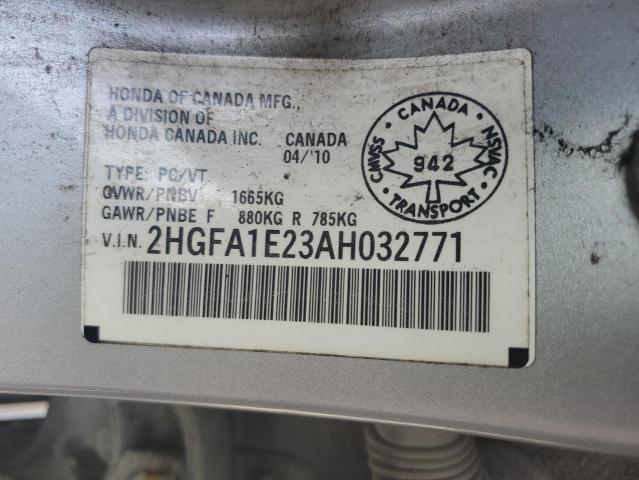 HONDA OF CANADA MFG.,
A DIVISION OF
HONDA CANADA INC. CANADA
04/'10
TYPE: PC/VT
GVWR/PNBV 1665KG
GAWR/PNBE F 880KG R 785KG
V.I.N. 2HGFA1E23AH032771
CANADA
CMVSS 942 NSVAC
TRANSPORT